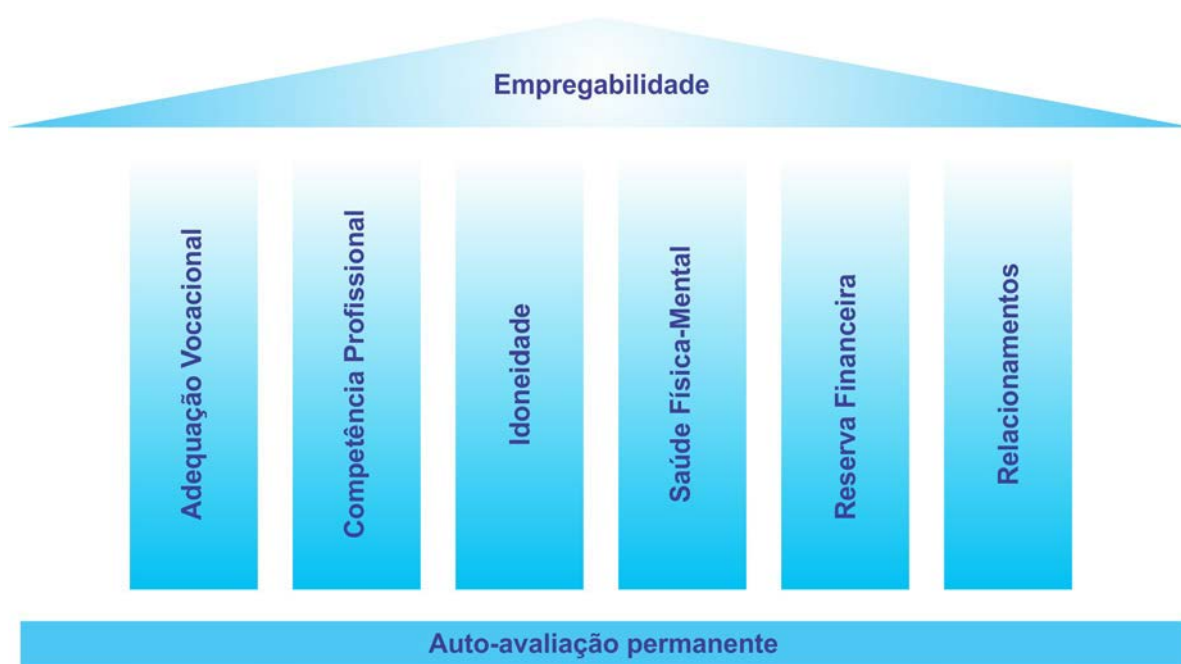 Empregabilidade
Adequação Vocacional
Competência Profissional
Idoneidade
Saúde Física-Mental
Reserva Financeira
Relacionamentos
Auto-avaliação permanente